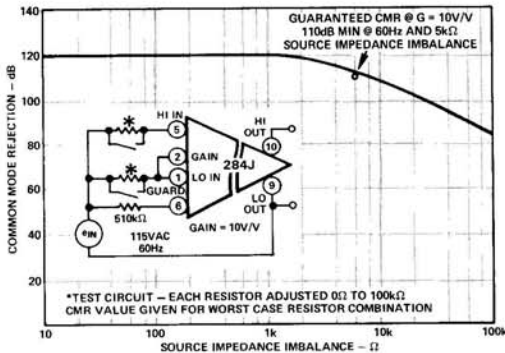 GUARANTEED CMR @ G = 10V/V
110dB MIN @ 60Hz AND 5kΩ
SOURCE IMPEDANCE IMBALANCE
COMMON MODE REJECTION – dB
140
120
100
80
60
40
20
*
HI IN
5
2
GAIN
*
1
LO IN
GUARD
6
510kΩ
eIN
115VAC
60Hz
284J
GAIN = 10V/V
HI
OUT
10
9
LO
OUT
*TEST CIRCUIT – EACH RESISTOR ADJUSTED 0Ω TO 100kΩ
CMR VALUE GIVEN FOR WORST CASE RESISTOR COMBINATION
10
100
1k
10k
100k
SOURCE IMPEDANCE IMBALANCE – Ω